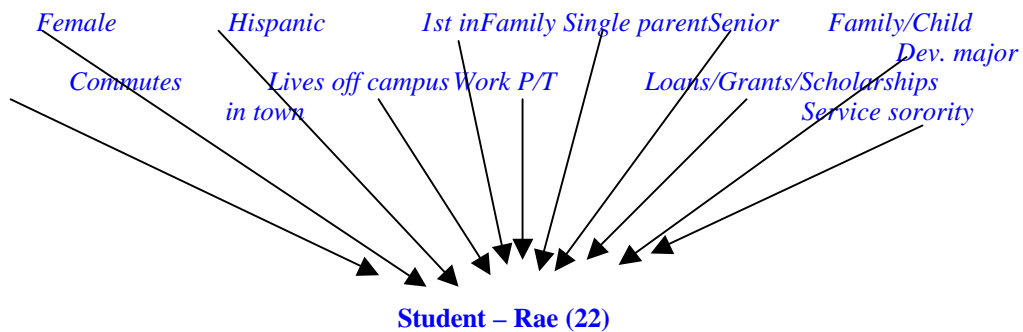 Female Hispanic 1st inFamily Single parentSenior Family/Child
Dev. major
Commutes Lives off campus Work P/T Loans/Grants/Scholarships
in town Service sorority
Student – Rae (22)